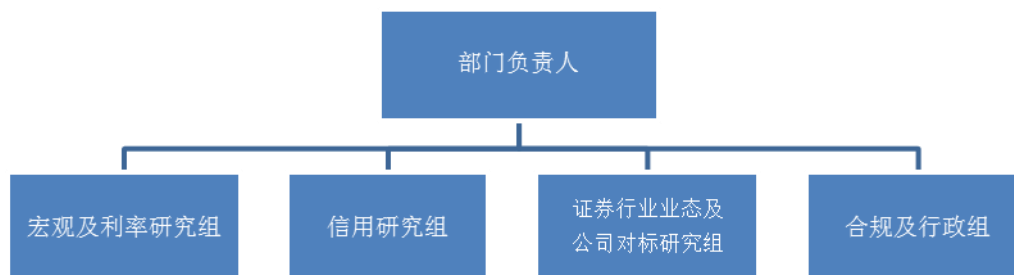 部门负责人
宏观及利率研究组
信用研究组
证券行业业态及
公司对标研究组
合规及行政组